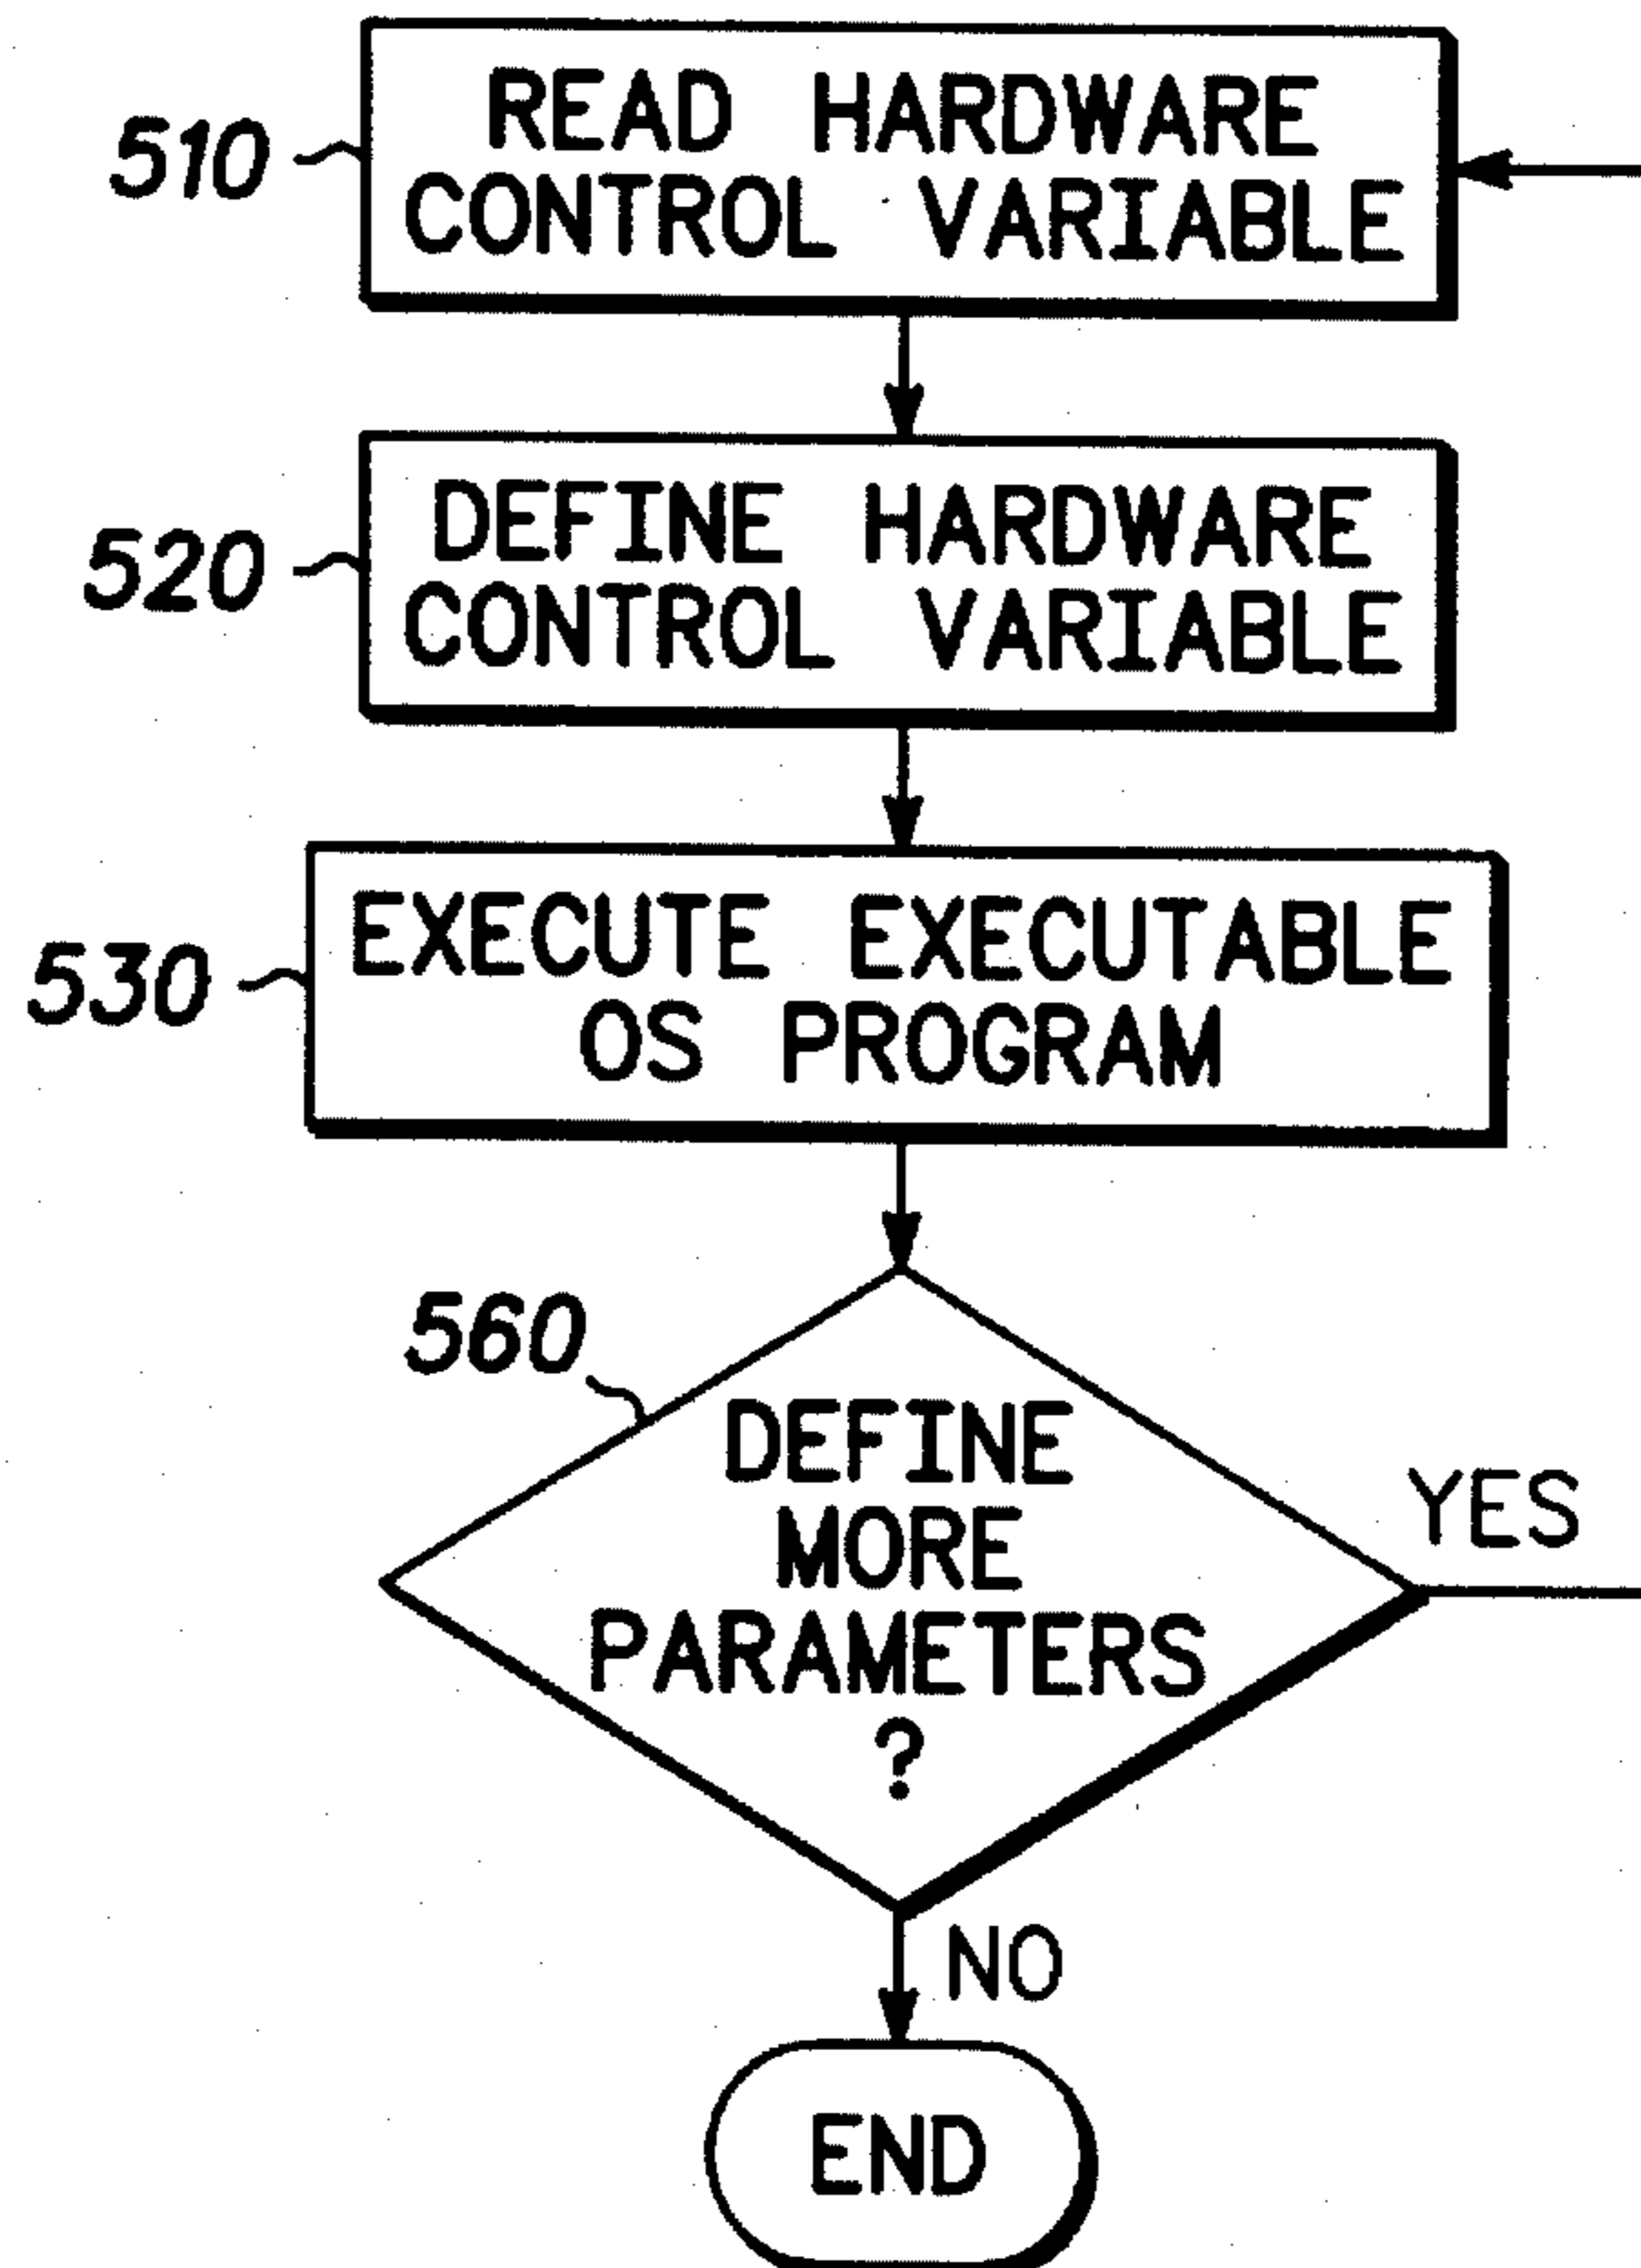 510
READ HARDWARE
CONTROL VARIABLE
520
DEFINE HARDWARE
CONTROL VARIABLE
530
EXECUTE EXECUTABLE
OS PROGRAM
560
DEFINE
MORE
PARAMETERS
?
YES
NO
END